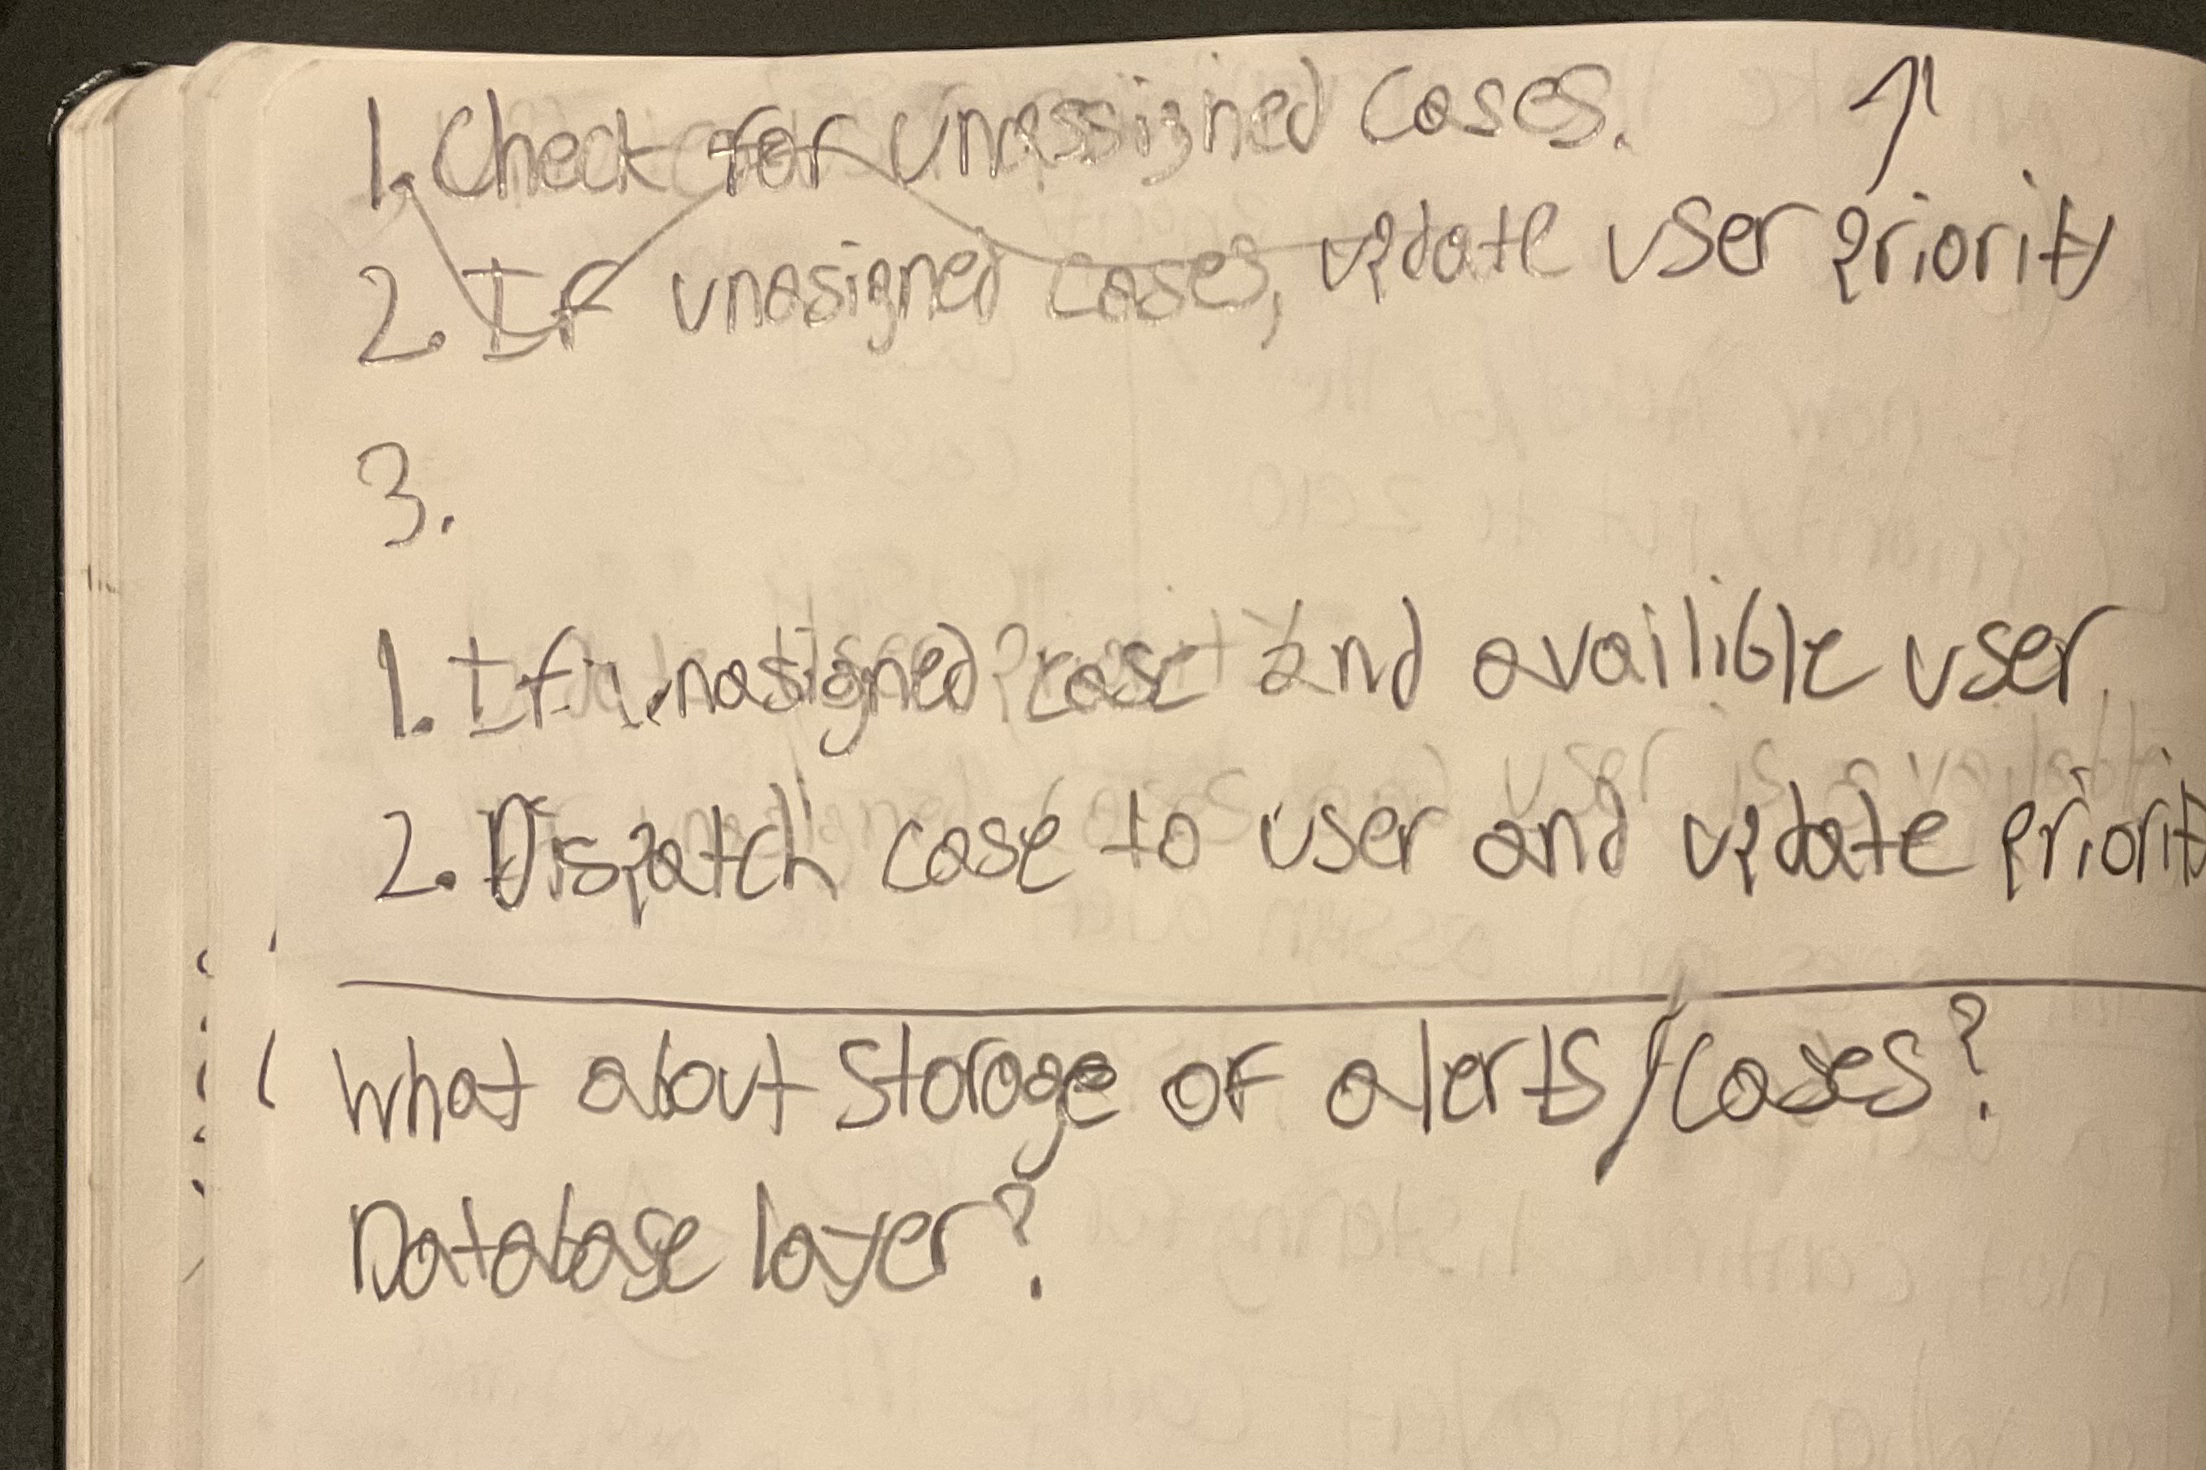 1. Check for unassigned cases.
2. If unasigned cases, update user priority
3.
1. If unasigned case and availible user
2. Dispatch case to user and update priorit
What about storage of alerts/cases?
Database layer?